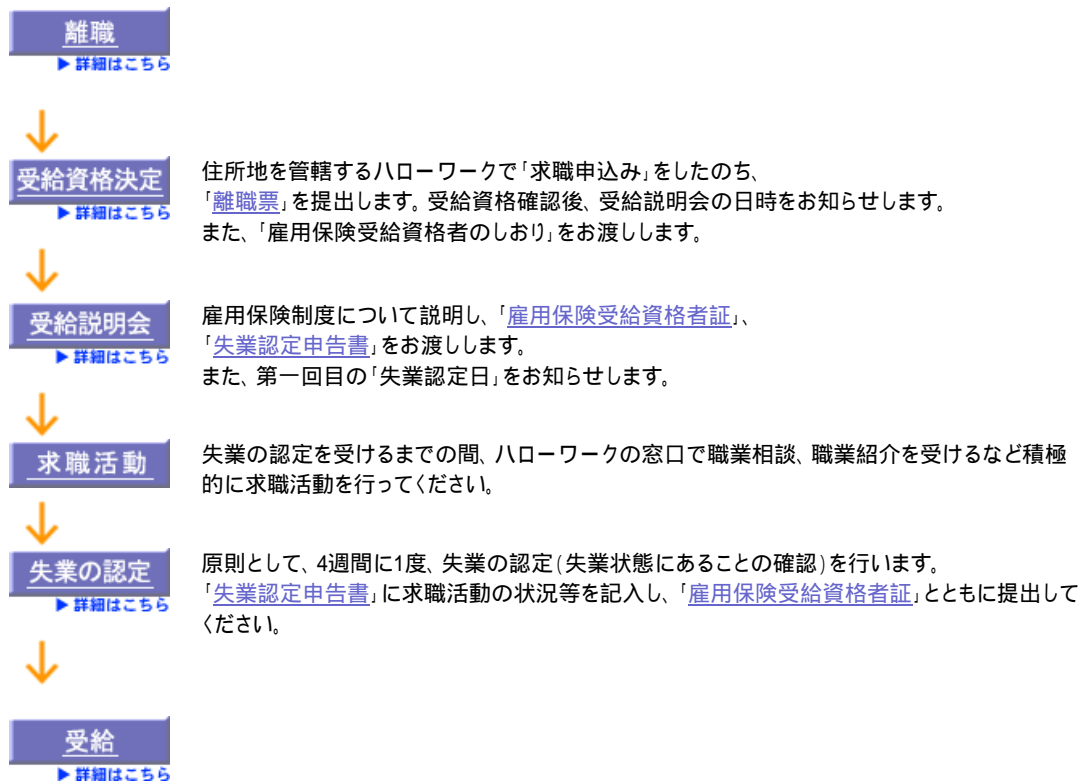 離職
▶詳細はこちら
受給資格決定
▶詳細はこちら
住所地を管轄するハローワークで「求職申込み」をしたのち、
「離職票」を提出します。受給資格確認後、受給説明会の日時をお知らせします。
また、「雇用保険受給資格者のしおり」をお渡しします。
受給説明会
▶詳細はこちら
雇用保険制度について説明し、「雇用保険受給資格者証」、
「失業認定申告書」をお渡しします。
また、第一回目の「失業認定日」をお知らせします。
求職活動
失業の認定を受けるまでの間、ハローワークの窓口で職業相談、職業紹介を受けるなど積極
的に求職活動を行ってください。
失業の認定
▶詳細はこちら
原則として、4週間に1度、失業の認定(失業状態にあることの確認)を行います。
「失業認定申告書」に求職活動の状況等を記入し、「雇用保険受給資格者証」とともに提出して
ください。
受給
▶詳細はこちら